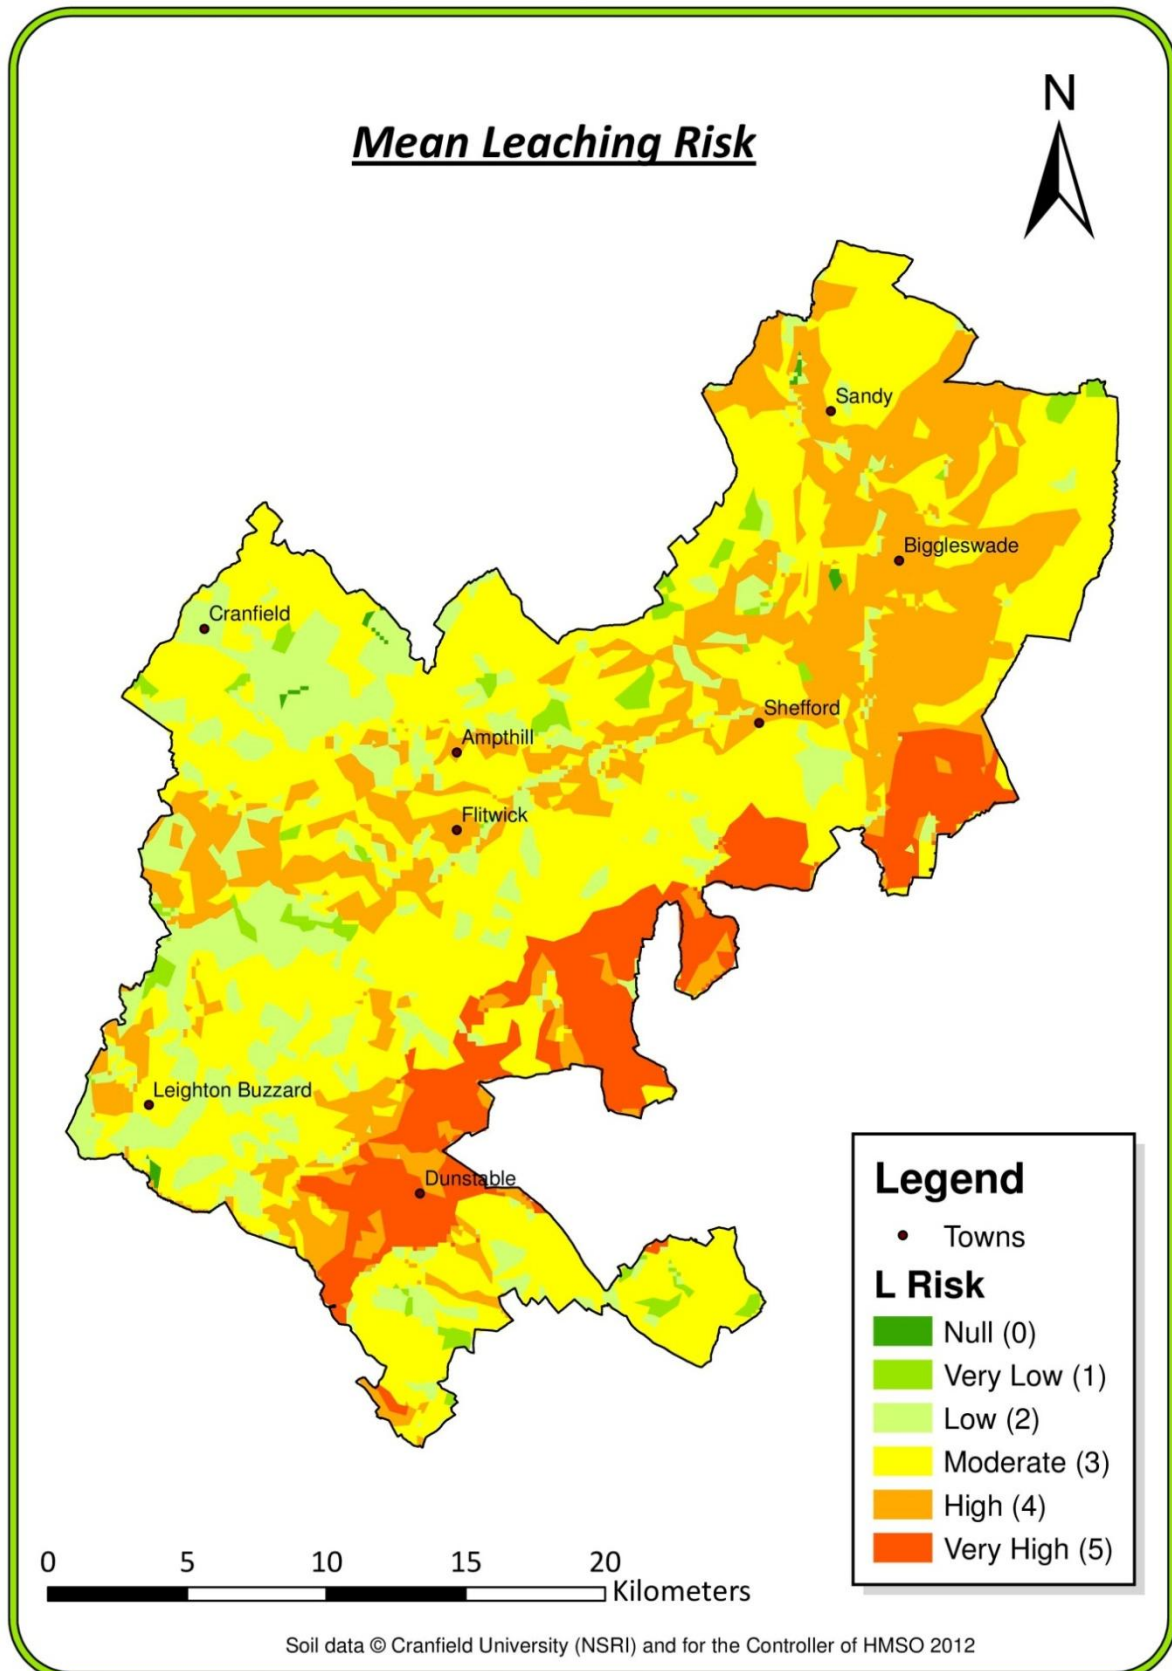 N
Mean Leaching Risk
Sandy
Biggleswade
Cranfield
Shefford
Ampthill
Flitwick
Leighton Buzzard
Dunstable
Legend
Towns
L Risk
Null (0)
Very Low (1)
Low (2)
Moderate (3)
High (4)
Very High (5)
0 5 10 15 20
Kilometers
Soil data © Cranfield University (NSRI) and for the Controller of HMSO 2012